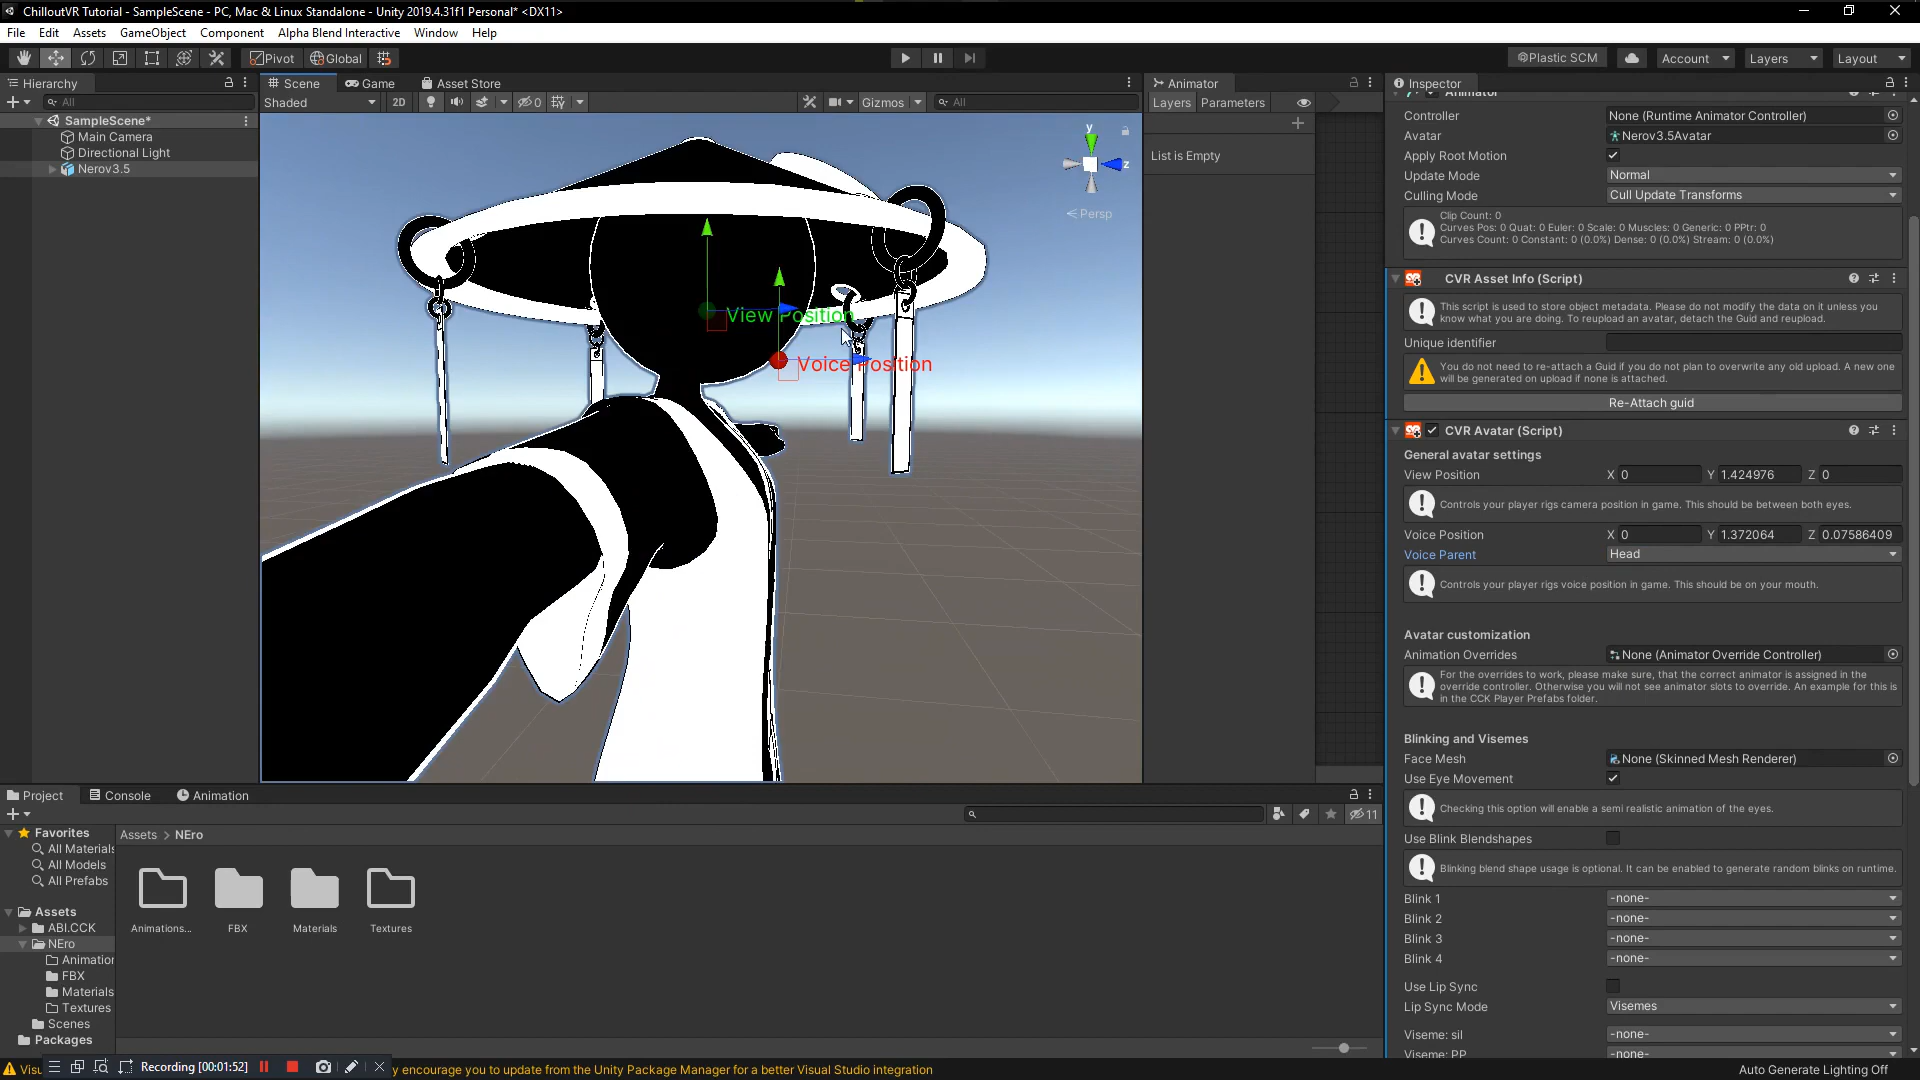 ChilloutVR Tutorial - SampleScene - PC, Mac & Linux Standalone - Unity 2019.4.31f1 Personal* <DX11>
File Edit Assets GameObject Component Alpha Blend Interactive Window Help
Pivot Global Plastic SCM Account Layers Layout
Hierarchy
All
SampleScene*
Main Camera
Directional Light
Nerov3.5
Scene Game Asset Store
Shaded 2D 0 Gizmos All
y
z
Persp
View Position
Voice Position
Animator
Layers Parameters
List is Empty
Inspector
Animator
Controller None (Runtime Animator Controller)
Avatar Nerov3.5Avatar
Apply Root Motion
Update Mode Normal
Culling Mode Cull Update Transforms
Clip Count: 0
Curves Pos: 0 Quat: 0 Euler: 0 Scale: 0 Muscles: 0 Generic: 0 PPtr: 0
Curves Count: 0 Constant: 0 (0.0%) Dense: 0 (0.0%) Stream: 0 (0.0%)
CVR Asset Info (Script)
This script is used to store object metadata. Please do not modify the data on it unless you
know what you are doing. To reupload an avatar, detach the Guid and reupload.
Unique identifier
You do not need to re-attach a Guid if you do not plan to overwrite any old upload. A new one
will be generated on upload if none is attached.
Re-Attach guid
CVR Avatar (Script)
General avatar settings
View Position X 0 Y 1.424976 Z 0
Controls your player rigs camera position in game. This should be between both eyes.
Voice Position X 0 Y 1.372064 Z 0.07586409
Voice Parent Head
Controls your player rigs voice position in game. This should be on your mouth.
Avatar customization
Animation Overrides None (Animator Override Controller)
For the overrides to work, please make sure, that the correct animator is assigned in the
override controller. Otherwise you will not see animator slots to override. An example for this is
in the CCK Player Prefabs folder.
Blinking and Visemes
Face Mesh None (Skinned Mesh Renderer)
Use Eye Movement
Checking this option will enable a semi realistic animation of the eyes.
Use Blink Blendshapes
Blinking blend shape usage is optional. It can be enabled to generate random blinks on runtime.
Blink 1 -none-
Blink 2 -none-
Blink 3 -none-
Blink 4 -none-
Use Lip Sync
Lip Sync Mode Visemes
Viseme: sil -none-
Viseme: PP -none-
Project Console Animation
11
Favorites
All Materials
All Models
All Prefabs
Assets
ABI.CCK
NEro
Animation
FBX
Materials
Textures
Scenes
Packages
Assets > NEro
Animations...
FBX
Materials
Textures
Visu
Recording [00:01:52]
y encourage you to update from the Unity Package Manager for a better Visual Studio integration
Auto Generate Lighting Off